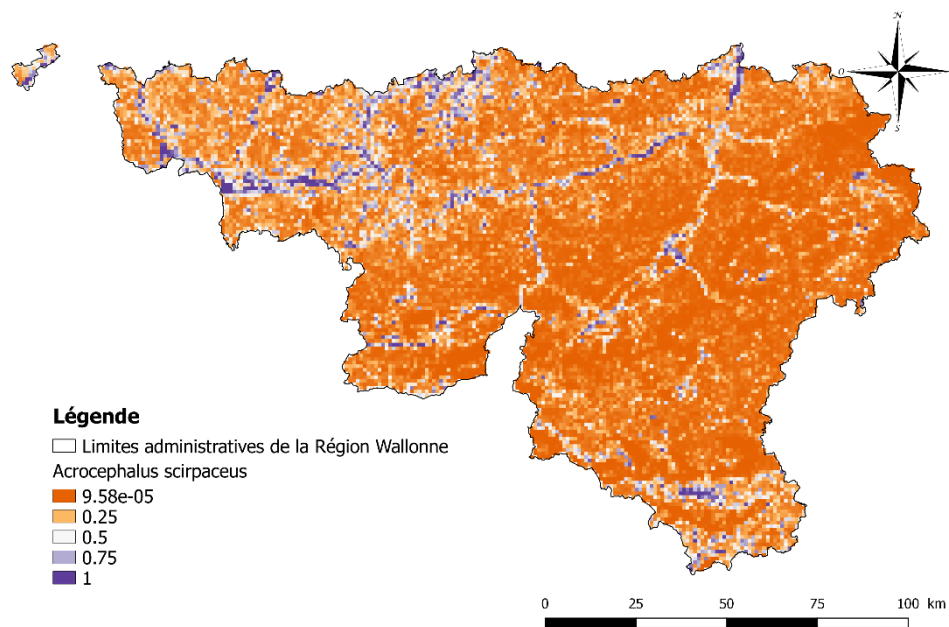 N
O
S
Légende
Limites administratives de la Région Wallonne
Acrocephalus scirpaceus
9.58e-05
0.25
0.5
0.75
1
0 25 50 75 100 km